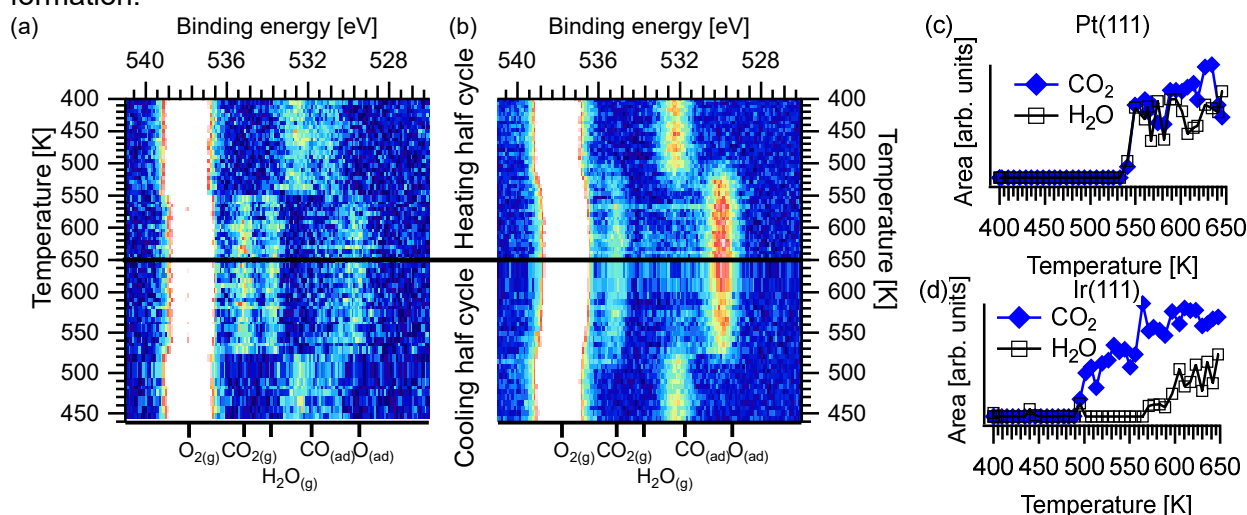 formation.
(a) Binding energy [eV]
540 536 532 528
Temperature [K]
400
450
500
550
600
650
600
550
500
450
O2(g) CO2(g) CO(ad) O(ad)
H2O(g)
Heating half cycle
Cooling half cycle
(b) Binding energy [eV]
540 536 532 528
400
450
500
550
600
650
600
550
500
450
Temperature [K]
O2(g) CO2(g) CO(ad) O(ad)
H2O(g)
(c) Pt(111)
Area [arb. units]
CO2
H2O
400 450 500 550 600 650
Temperature [K]
(d) Ir(111)
Area [arb. units]
CO2
H2O
400 450 500 550 600 650
Temperature [K]